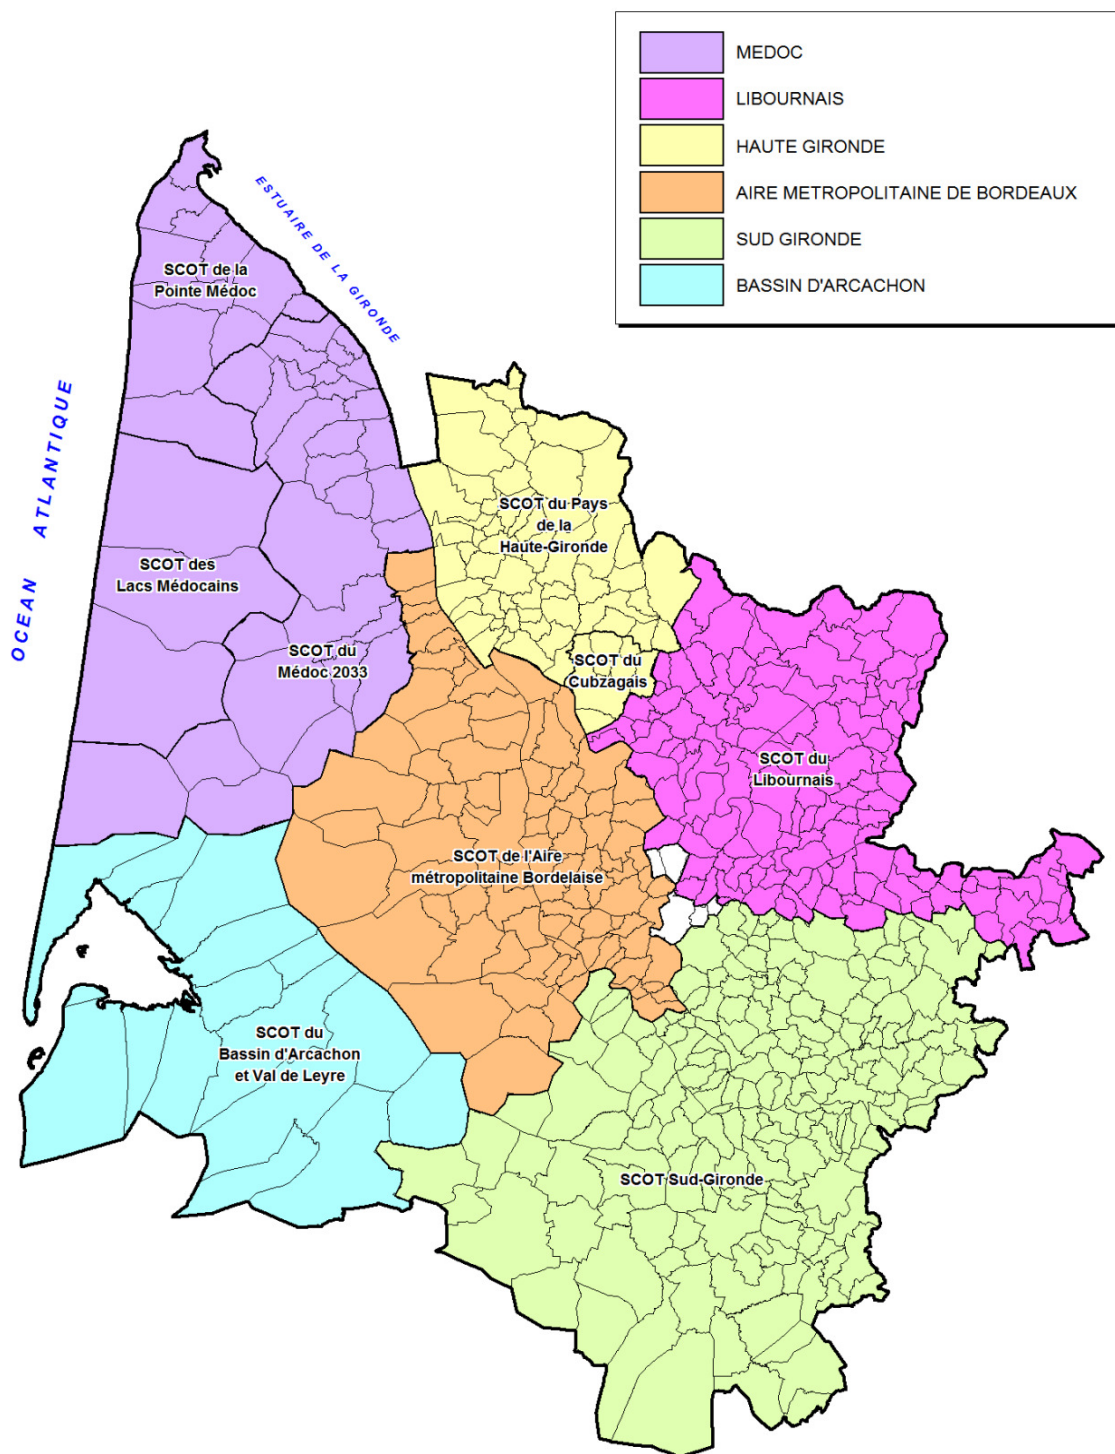 MEDOC
LIBOURNAIS
HAUTE GIRONDE
AIRE METROPOLITAINE DE BORDEAUX
SUD GIRONDE
BASSIN D'ARCACHON
ESTUAIRE DE LA GIRONDE
OCEAN ATLANTIQUE
SCOT de la
Pointe Médoc
SCOT du Pays
de la
Haute-Gironde
SCOT des
Lacs Médocains
SCOT du
Médoc 2033
SCOT du
Cubzagais
SCOT du
Libournais
SCOT de l'Aire
métropolitaine Bordelaise
SCOT du
Bassin d'Arcachon
et Val de Leyre
SCOT Sud-Gironde